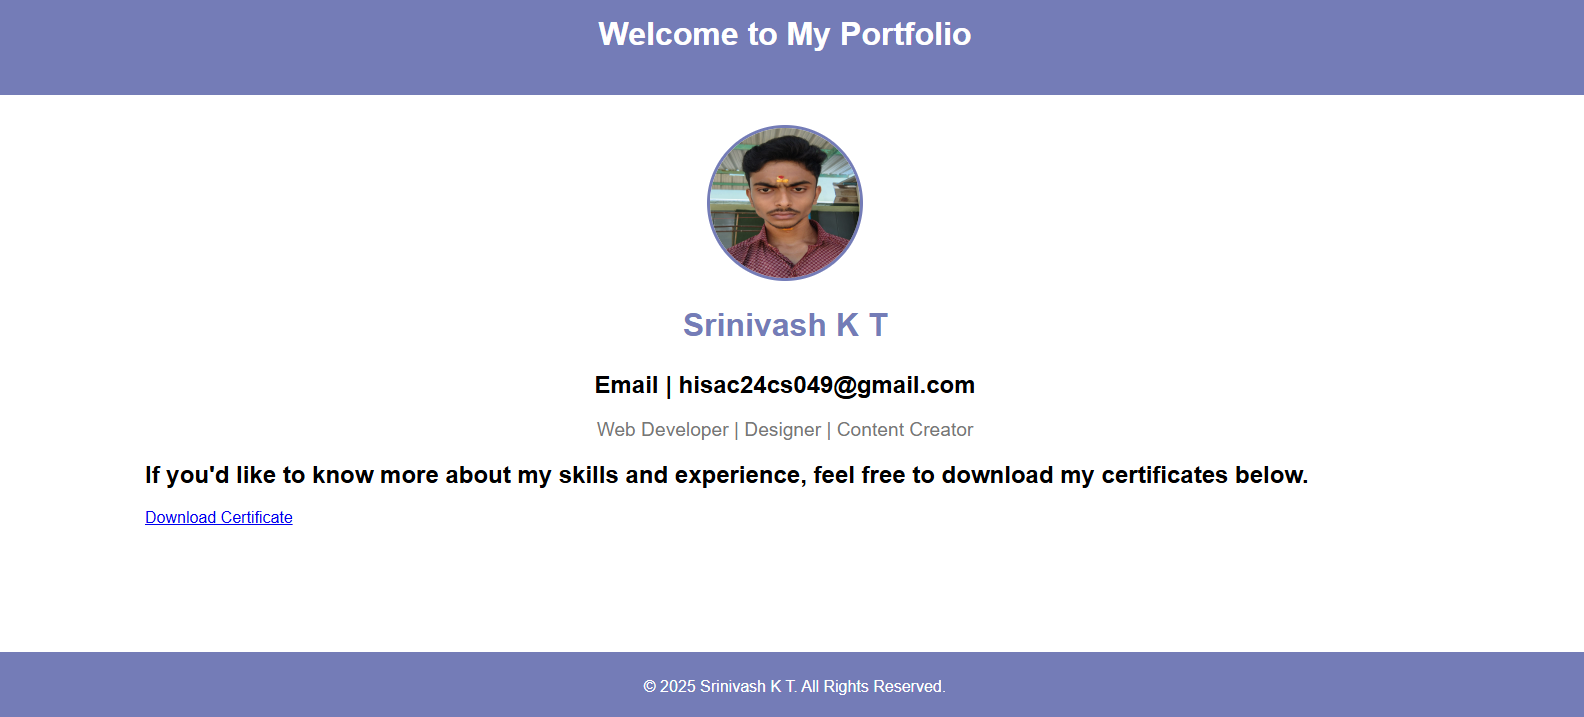 Welcome to My Portfolio
Srinivash K T
Email | hisac24cs049@gmail.com
Web Developer | Designer | Content Creator
If you'd like to know more about my skills and experience, feel free to download my certificates below.
Download Certificate
© 2025 Srinivash K T. All Rights Reserved.